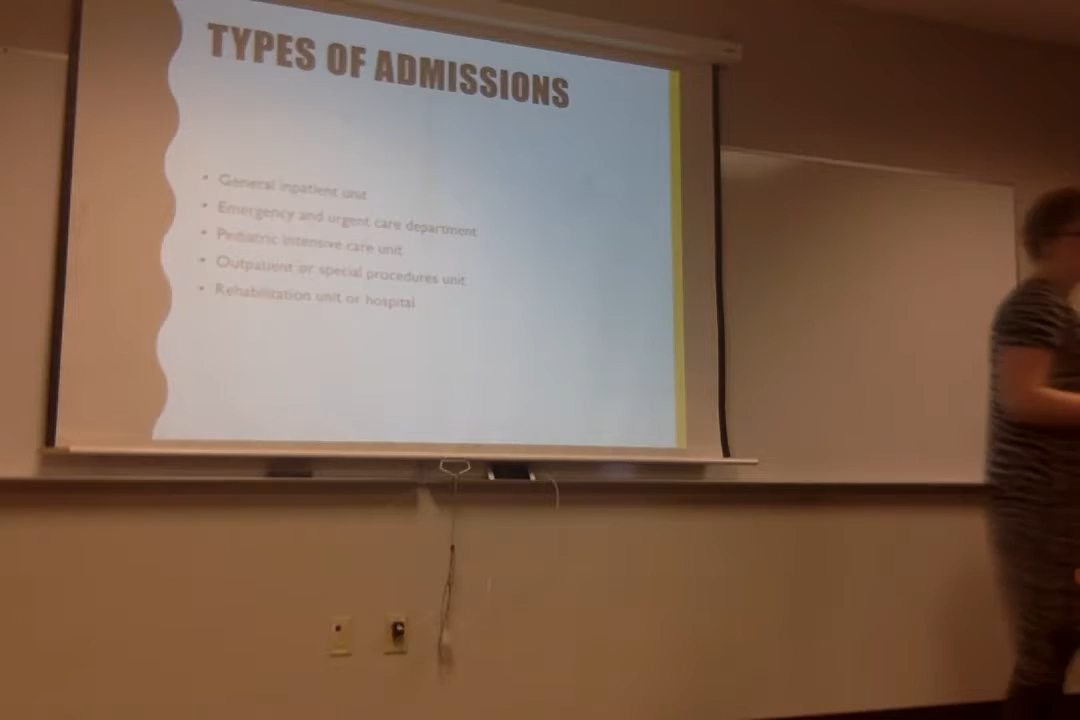 TYPES OF ADMISSIONS
• General inpatient unit
• Emergency and urgent care department
• Pediatric intensive care unit
• Outpatient or special procedures unit
• Rehabilitation unit or hospital